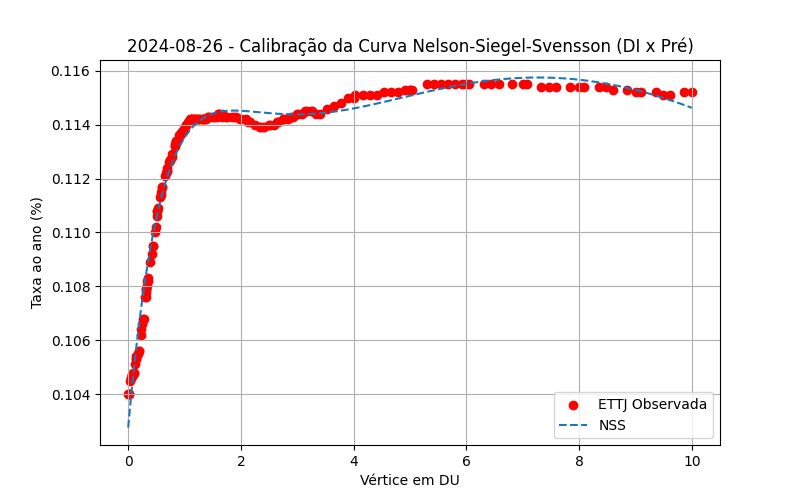 2024-08-26 - Calibração da Curva Nelson-Siegel-Svensson (DI x Pré)
0.116
0.114
0.112
0.110
0.108
0.106
0.104
Taxa ao ano (%)
ETTJ Observada
NSS
0 2 4 6 8 10
Vértice em DU